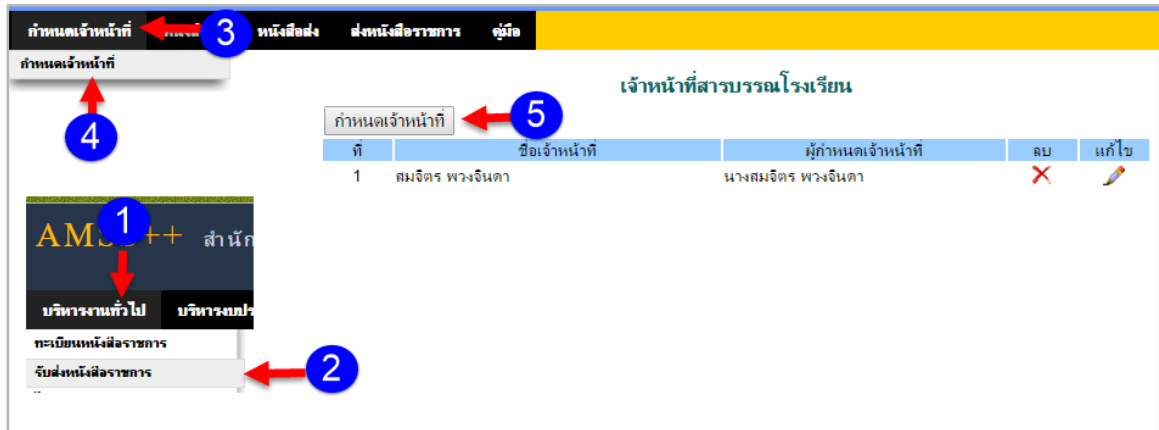 กำหนดเจ้าหน้าที่ 3 หนังสือส่ง ส่งหนังสือราชการ คู่มือ
กำหนดเจ้าหน้าที่
4
เจ้าหน้าที่สารบรรณโรงเรียน
กำหนดเจ้าหน้าที่ 5
ที่ ชื่อเจ้าหน้าที่ ผู้กำหนดเจ้าหน้าที่ ลบ แก้ไข
1 สมจิตร พวงจินดา นางสมจิตร พวงจินดา
1
++ สำนัก
บริหารงานทั่วไป บริหารงบประ
ทะเบียนหนังสือราชการ
รับส่งหนังสือราชการ 2